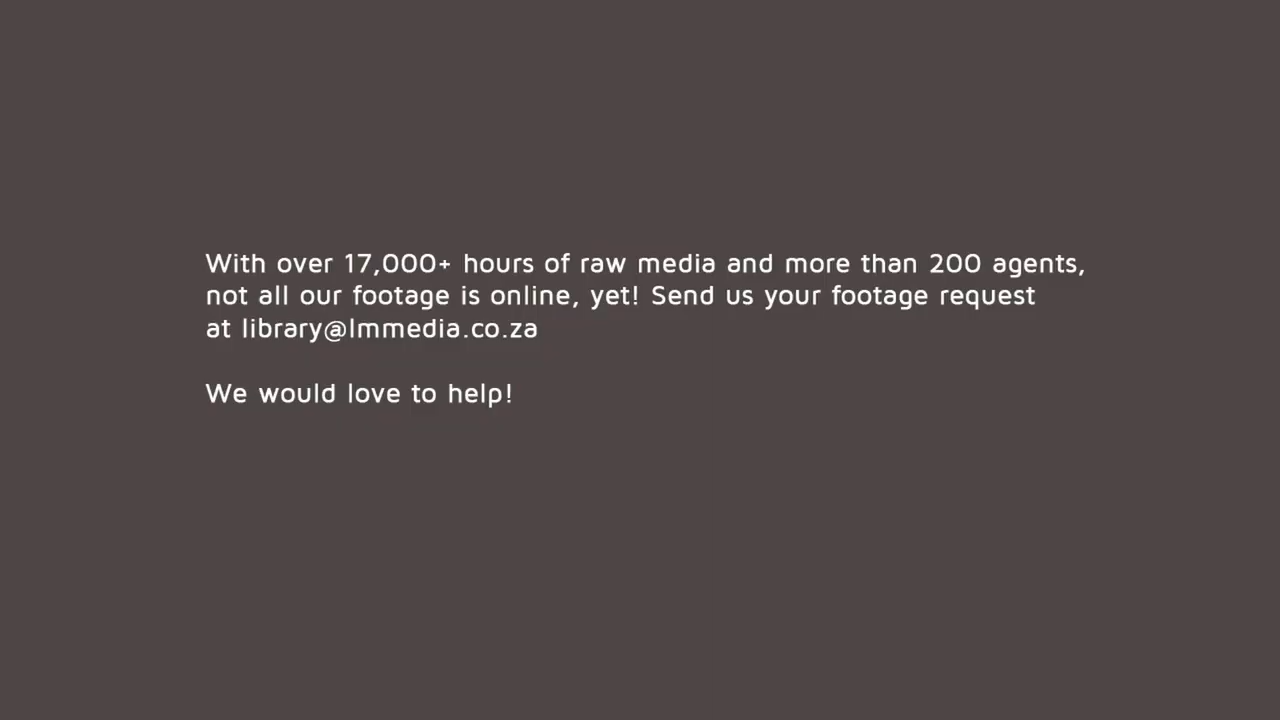 With over 17,000+ hours of raw media and more than 200 agents,
not all our footage is online, yet! Send us your footage request
at library@lmmedia.co.za
We would love to help!